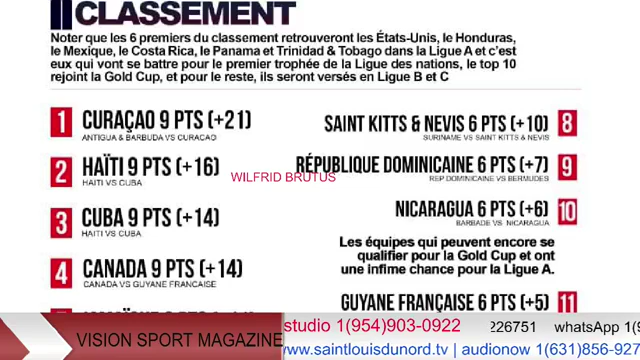 CLASSEMENT
Noter que les 6 premiers du classement retrouveront les États-Unis, le Honduras,
le Mexique, le Costa Rica, le Panama et Trinidad & Tobago dans la Ligue A et c'est
eux qui vont se battre pour le premier trophée de la Ligue des nations, le top 10
rejoint la Gold Cup, et pour le reste, ils seront versés en Ligue B et C
1 CURAÇAO 9 PTS (+21)
ANTIGUA & BARBUDA VS CURACAO
2 HAÏTI 9 PTS (+16)
HAITI VS CUBA
3 CUBA 9 PTS (+14)
HAITI VS CUBA
4 CANADA 9 PTS (+14)
CANADA VS GUYANE FRANCAISE
SAINT KITTS & NEVIS 6 PTS (+10) 8
SURINAME VS SAINT KITTS & NEVIS
RÉPUBLIQUE DOMINICAINE 6 PTS (+7) 9
REP DOMINICAINE VS BERMUDES
NICARAGUA 6 PTS (+6) 10
BARBADE VS NICARAGUA
Les équipes qui peuvent encore se
qualifier pour la Gold Cup et ont
une infime chance pour la Ligue A.
GUYANE FRANÇAISE 6 PTS (+5) 11
WILFRID BRUTUS
VISION SPORT MAGAZINE
studio 1(954)903-0922 226751 whatsApp 1(9
www.saintlouisdunord.tv | audionow 1(631)856-927